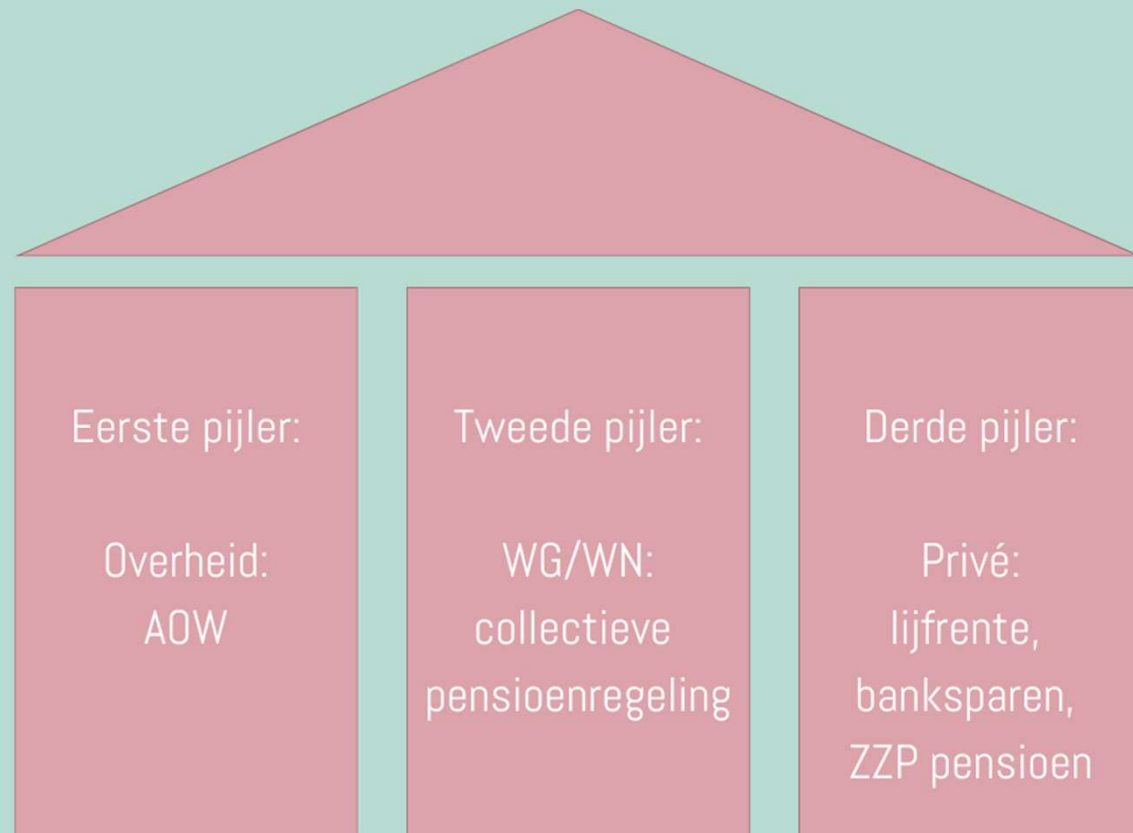 Eerste pijler:
Overheid:
AOW
Tweede pijler:
WG/WN:
collectieve
pensioenregeling
Derde pijler:
Privé:
lijfrente,
banksparen,
ZZP pensioen